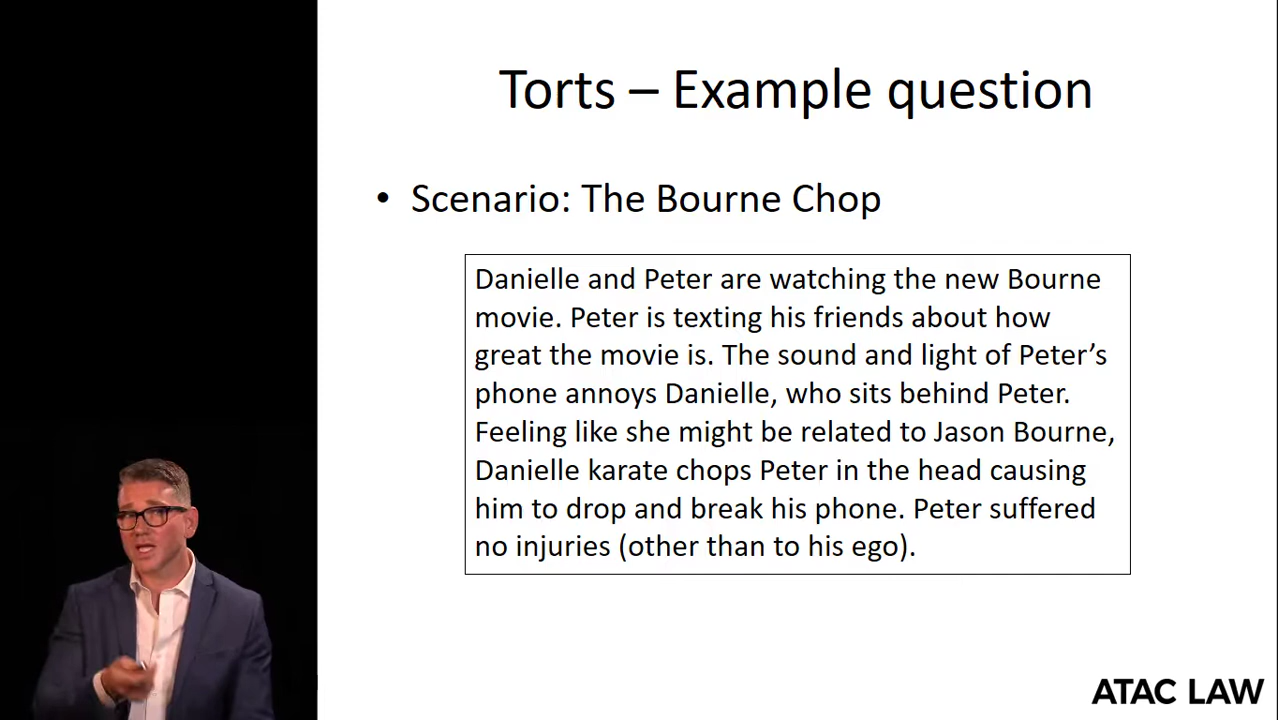 Torts – Example question
• Scenario: The Bourne Chop
Danielle and Peter are watching the new Bourne
movie. Peter is texting his friends about how
great the movie is. The sound and light of Peter’s
phone annoys Danielle, who sits behind Peter.
Feeling like she might be related to Jason Bourne,
Danielle karate chops Peter in the head causing
him to drop and break his phone. Peter suffered
no injuries (other than to his ego).
ATAC LAW